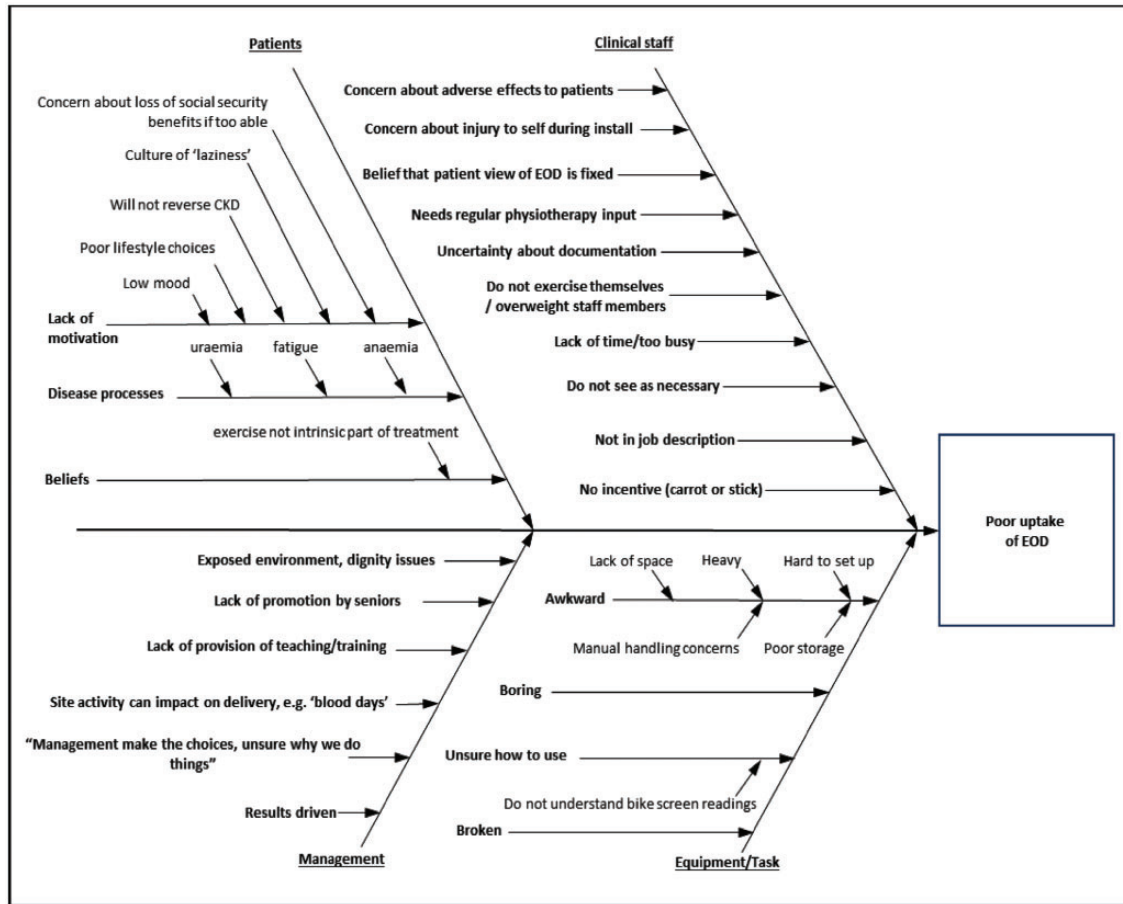 Patients
Concern about loss of social security
benefits if too able
Culture of ‘laziness’
Will not reverse CKD
Poor lifestyle choices
Low mood
Lack of
motivation
uraemia
fatigue
anaemia
Disease processes
exercise not intrinsic part of treatment
Beliefs
Clinical staff
Concern about adverse effects to patients
Concern about injury to self during install
Belief that patient view of EOD is fixed
Needs regular physiotherapy input
Uncertainty about documentation
Do not exercise themselves
/ overweight staff members
Lack of time/too busy
Do not see as necessary
Not in job description
No incentive (carrot or stick)
Poor uptake
of EOD
Exposed environment, dignity issues
Lack of promotion by seniors
Lack of provision of teaching/training
Site activity can impact on delivery, e.g. ‘blood days’
“Management make the choices, unsure why we do
things”
Results driven
Management
Lack of space
Heavy
Hard to set up
Awkward
Manual handling concerns
Poor storage
Boring
Unsure how to use
Do not understand bike screen readings
Broken
Equipment/Task